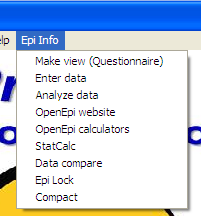 elp Epi Info
Make view (Questionnaire)
Enter data
Analyze data
OpenEpi website
OpenEpi calculators
StatCalc
Data compare
Epi Lock
Compact